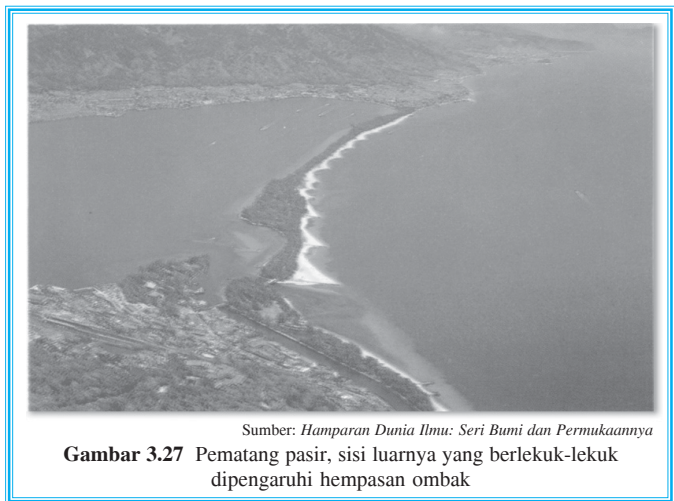 Sumber: Hamparan Dunia Ilmu: Seri Bumi dan Permukaannya
Gambar 3.27 Pematang pasir, sisi luarnya yang berlekuk-lekuk
dipengaruhi hempasan ombak